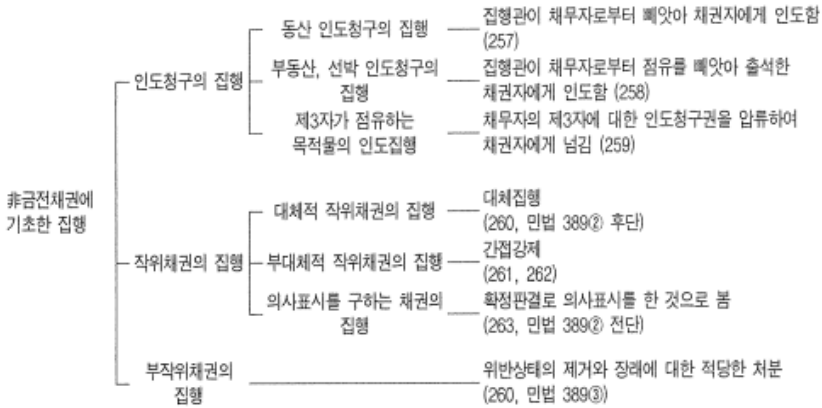 非금전채권에
기초한 집행
인도청구의 집행
동산 인도청구의 집행
집행관이 채무자로부터 빼앗아 채권자에게 인도함
(257)
부동산, 선박 인도청구의
집행
집행관이 채무자로부터 점유를 빼앗아 출석한
채권자에게 인도함 (258)
제3자가 점유하는
목적물의 인도집행
채무자의 제3자에 대한 인도청구권을 압류하여
채권자에게 넘김 (259)
작위채권의 집행
대체적 작위채권의 집행
대체집행
(260, 민법 389② 후단)
부대체적 작위채권의 집행
간접강제
(261, 262)
의사표시를 구하는 채권의
집행
확정판결로 의사표시를 한 것으로 봄
(263, 민법 389② 전단)
부작위채권의
집행
위반상태의 제거와 장래에 대한 적당한 처분
(260, 민법 389③)